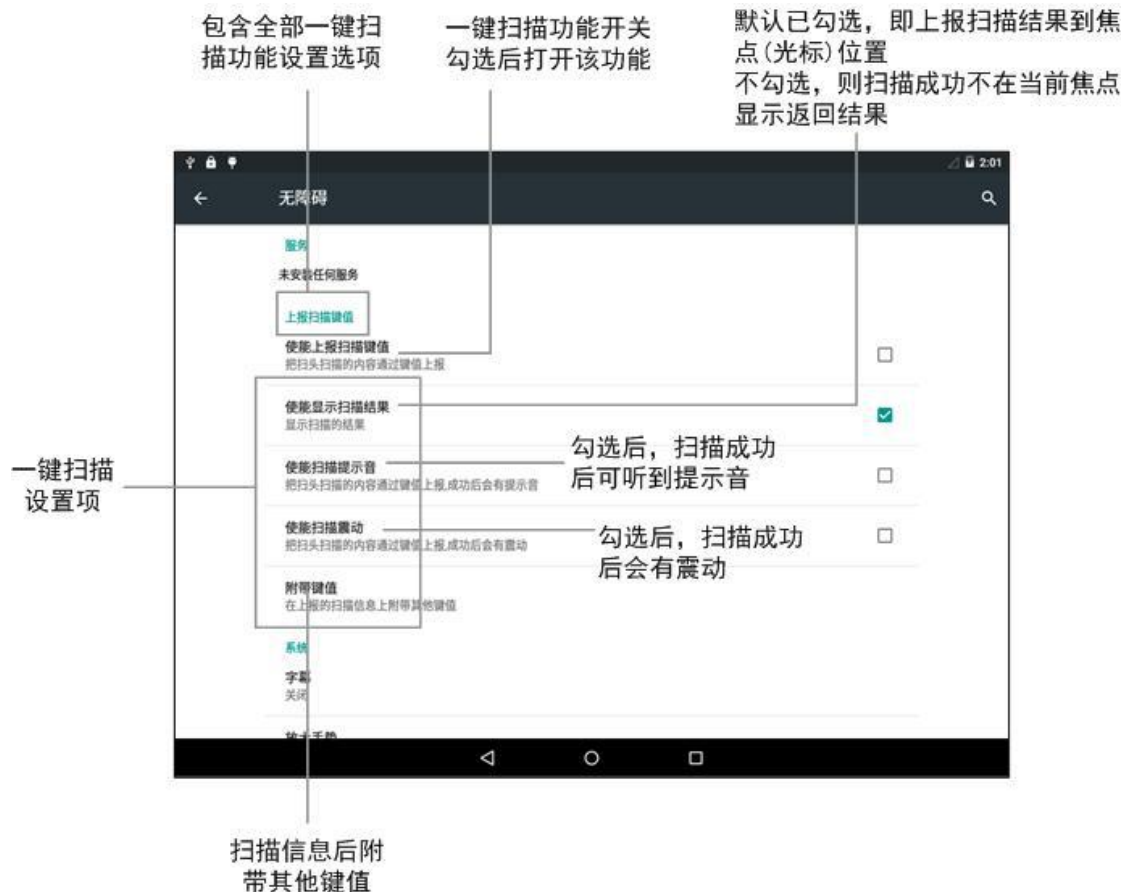 包含全部一键扫
描功能设置选项
一键扫描功能开关
勾选后打开该功能
默认已勾选，即上报扫描结果到焦
点(光标)位置
不勾选，则扫描成功不在当前焦点
显示返回结果
2:01
无障碍
服务
未安装任何服务
上报扫描键值
使能上报扫描键值
把扫头扫描的内容通过键值上报
使能显示扫描结果
显示扫描的结果
使能扫描提示音
把扫头扫描的内容通过键值上报,成功后会有提示音
勾选后，扫描成功
后可听到提示音
一键扫描
设置项
使能扫描震动
把扫头扫描的内容通过键值上报,成功后会有震动
勾选后，扫描成功
后会有震动
附带键值
在上报的扫描信息上附带其他键值
系统
字幕
关闭
放大手势
扫描信息后附
带其他键值